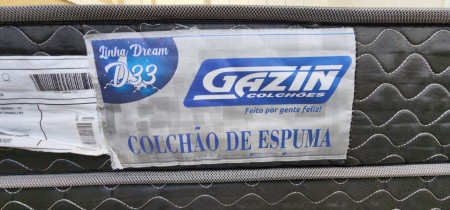 Linha Dream
D33
GAZIN
COLCHÕES
Feito por gente feliz!
COLCHÃO DE ESPUMA